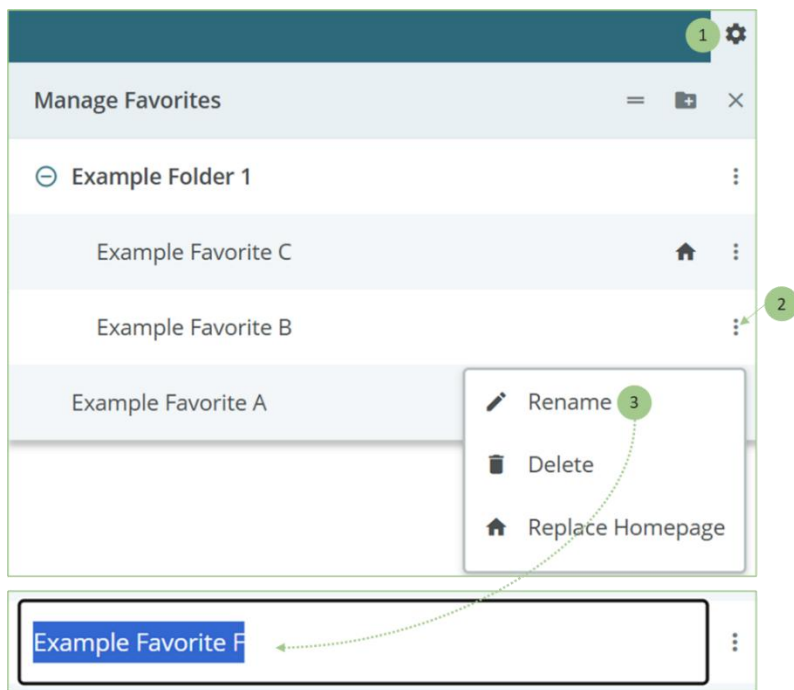 1
Manage Favorites
Example Folder 1
Example Favorite C
Example Favorite B
2
Example Favorite A
Rename 3
Delete
Replace Homepage
Example Favorite F